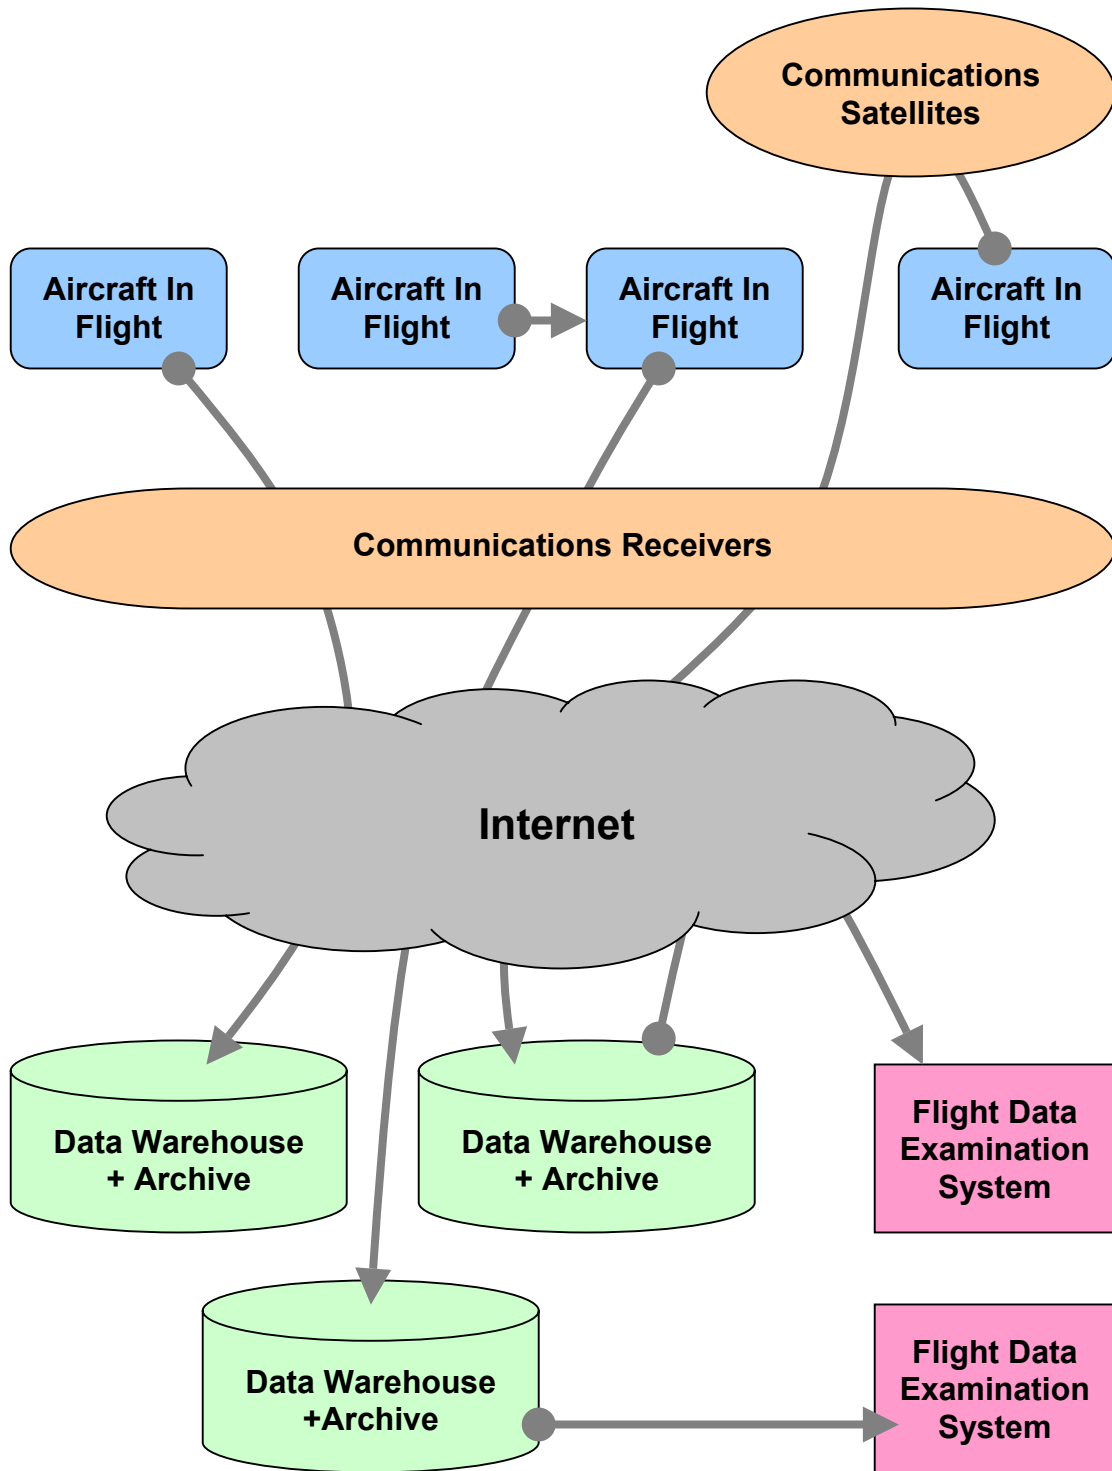 Communications
Satellites
Aircraft In
Flight
Aircraft In
Flight
Aircraft In
Flight
Aircraft In
Flight
Communications Receivers
Internet
Data Warehouse
+ Archive
Data Warehouse
+ Archive
Flight Data
Examination
System
Data Warehouse
+Archive
Flight Data
Examination
System